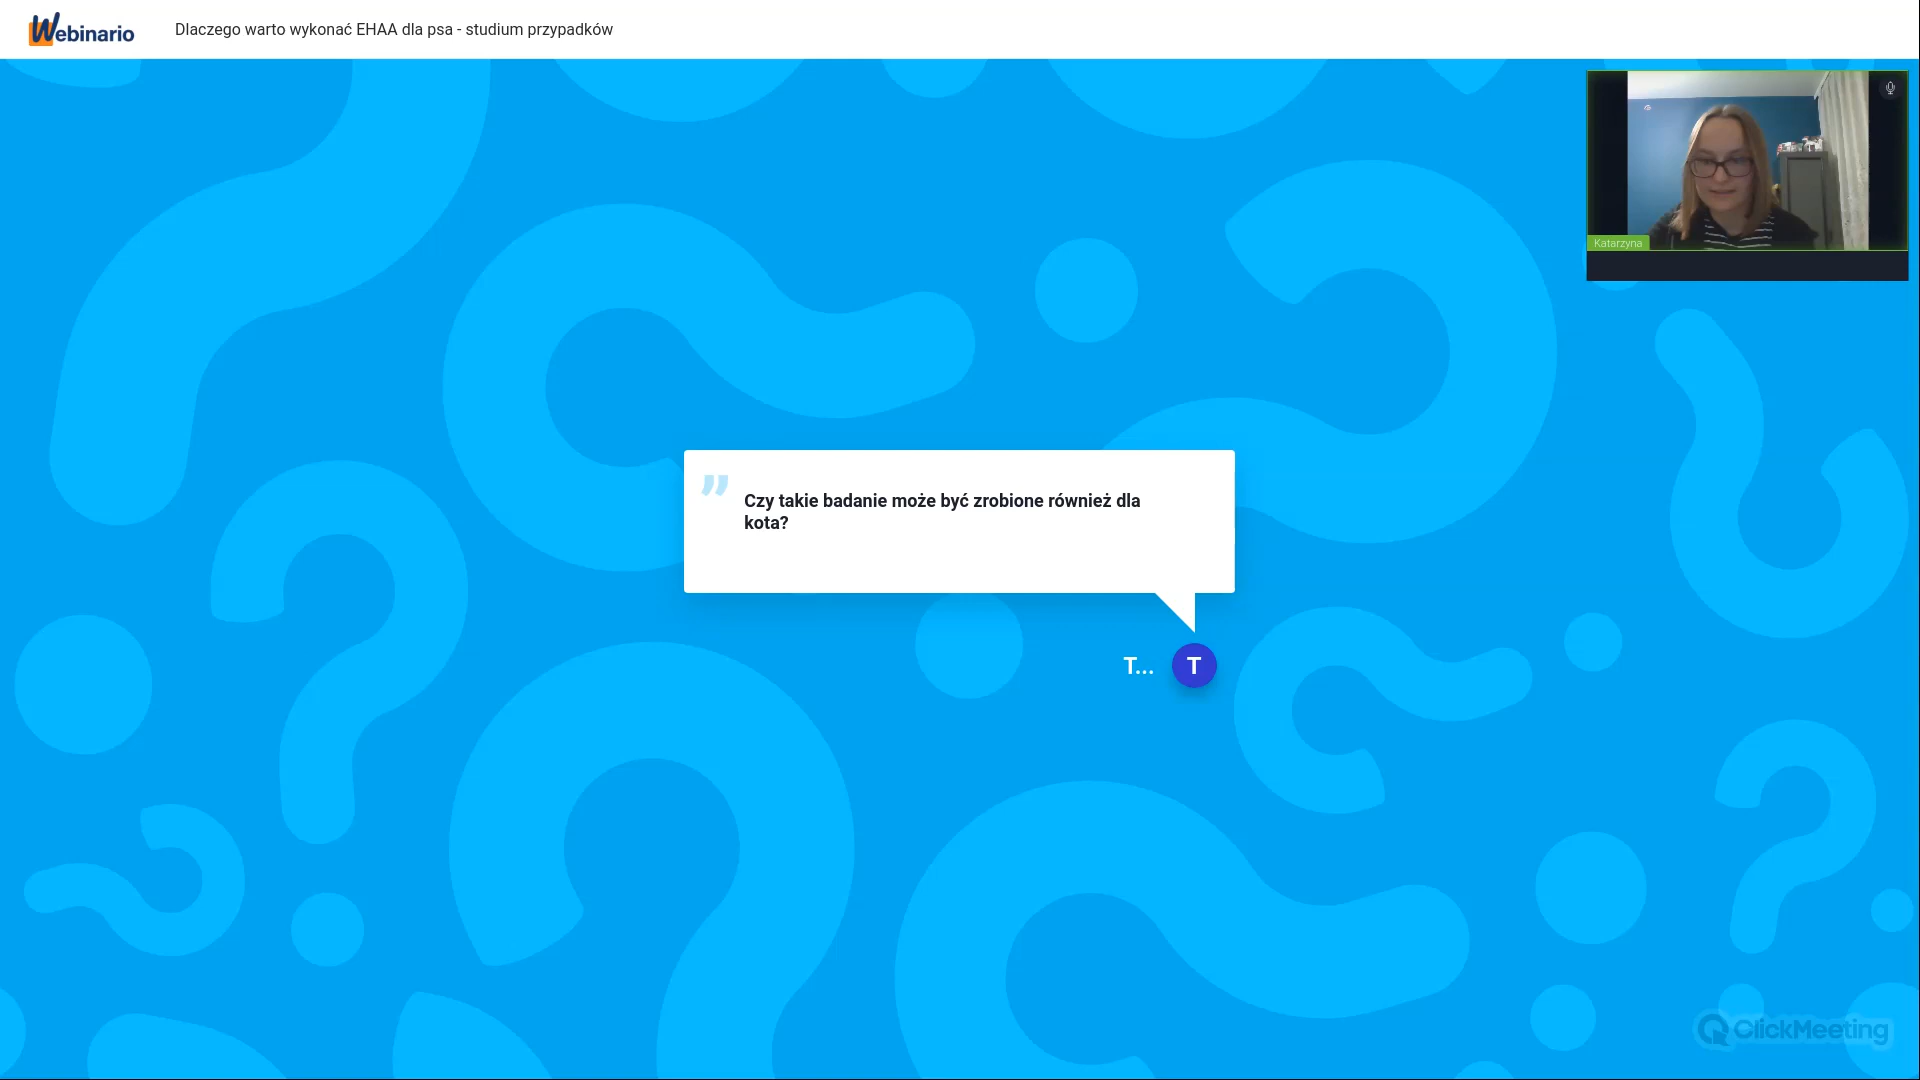 Webinario
Dlaczego warto wykonać EHAA dla psa - studium przypadków
Katarzyna
”
Czy takie badanie może być zrobione również dla
kota?
T... T
ClickMeeting